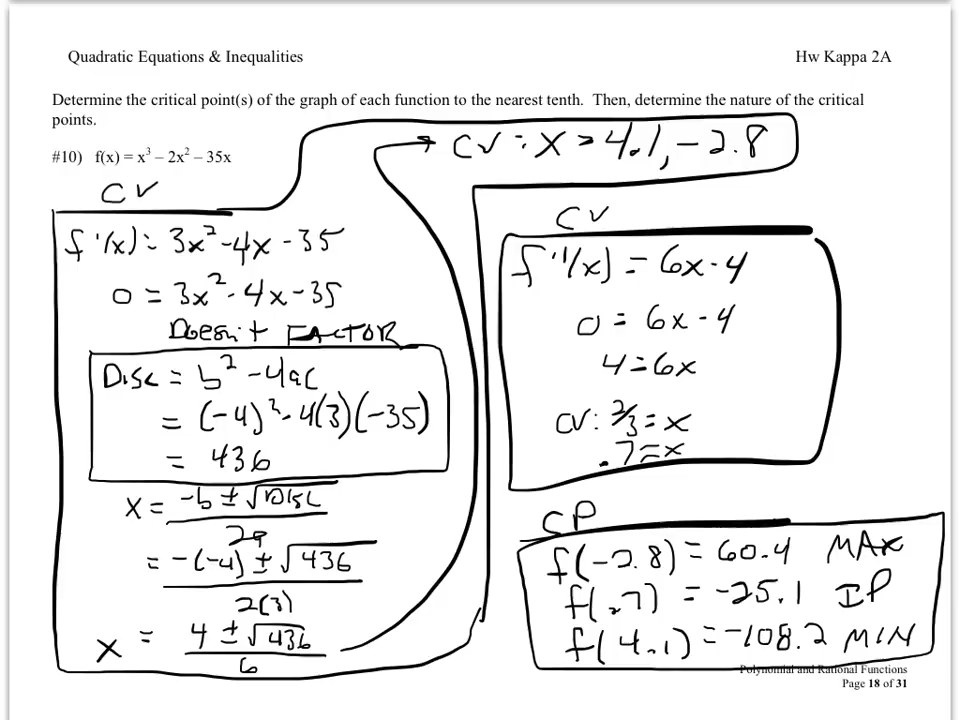 Quadratic Equations & Inequalities
Hw Kappa 2A
Determine the critical point(s) of the graph of each function to the nearest tenth. Then, determine the nature of the critical
points.
#10) f(x) = x³ – 2x² – 35x
CV
f'(x) = 3x² - 4x - 35
0 = 3x² - 4x - 35
Doesn't FACTOR
DISC = b² - 4ac
= (-4)² - 4(3)(-35)
= 436
x = -b ± √DISC / 2a
= -(-4) ± √436 / 2(3)
x = 4 ± √436 / 6
→ CV: x = 4.1, -2.8
CV
f''(x) = 6x - 4
0 = 6x - 4
4 = 6x
CV: 2/3 = x
.7 ≈ x
CP
f(-2.8) = 60.4 MAX
f(.7) = -25.1 IP
f(4.1) = -108.2 MIN
Polynomial and Rational Functions
Page 18 of 31